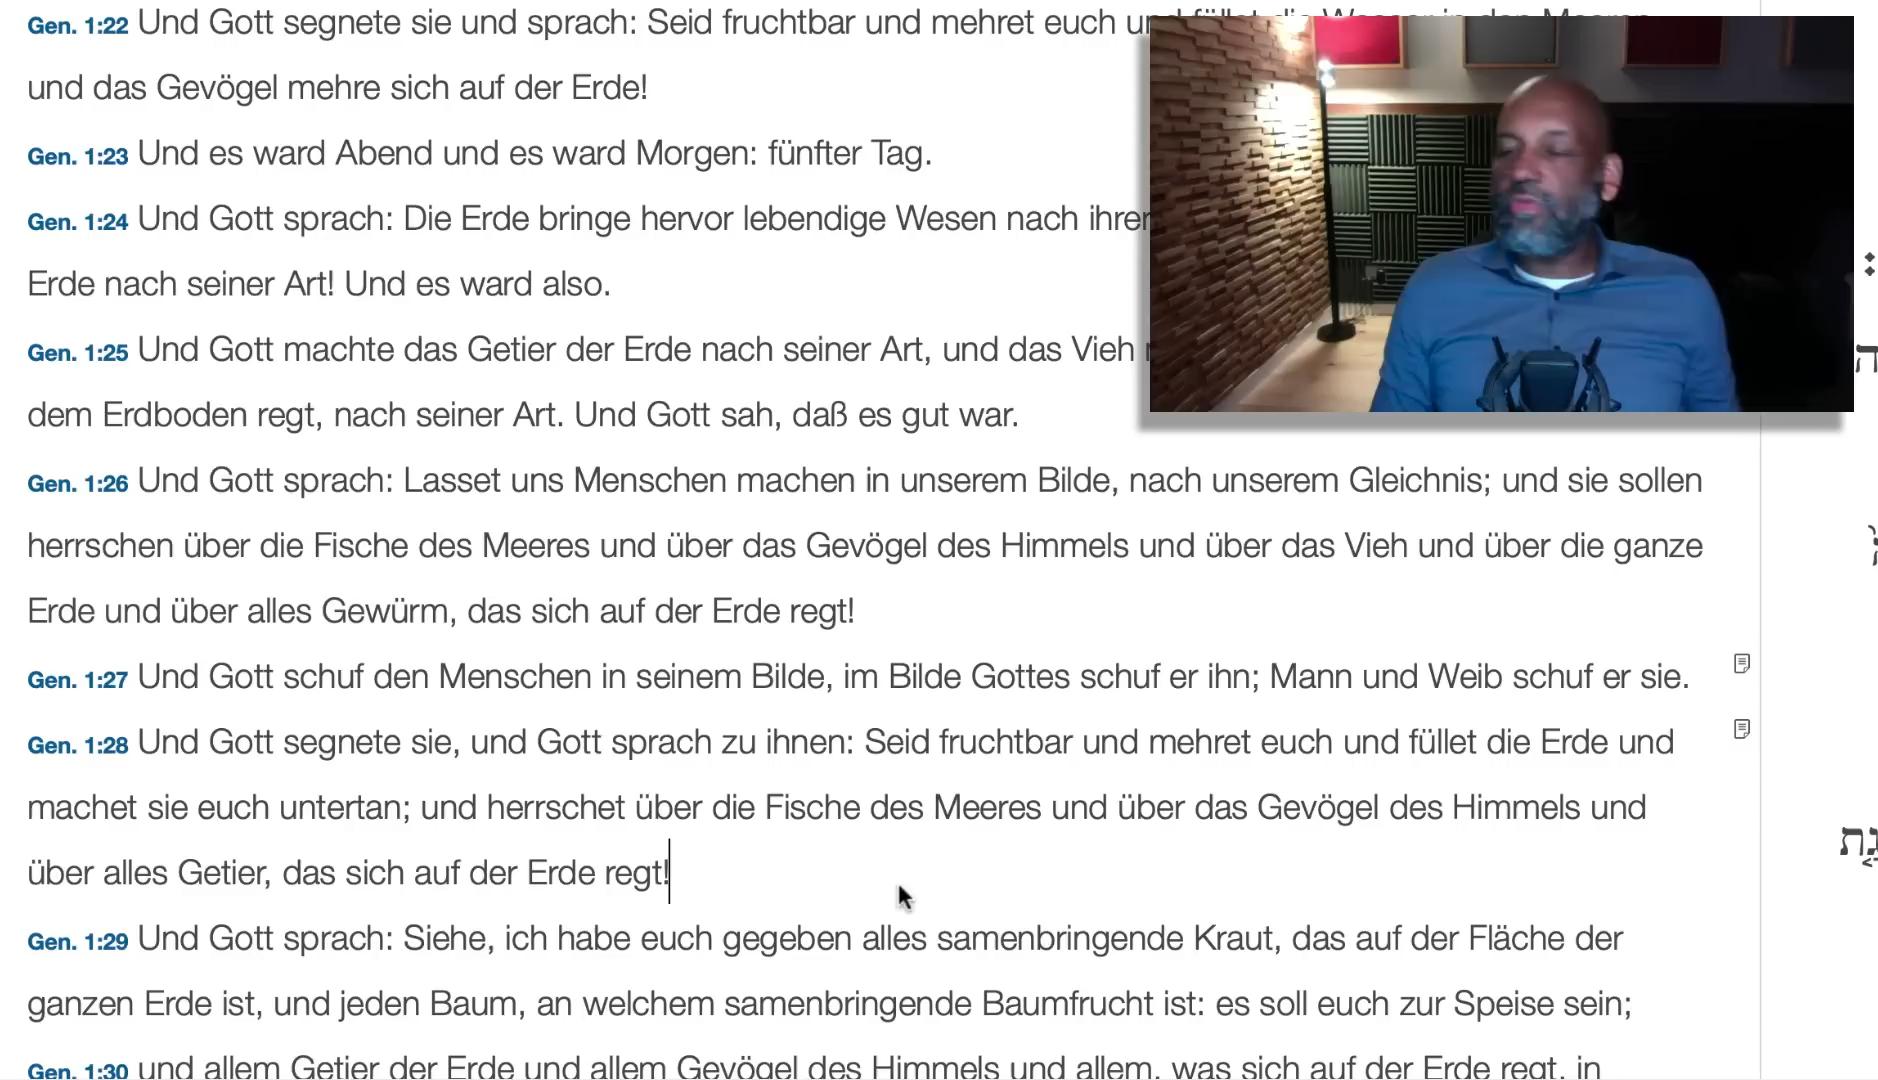 Gen. 1:22 Und Gott segnete sie und sprach: Seid fruchtbar und mehret euch
und das Gevögel mehre sich auf der Erde!
Gen. 1:23 Und es ward Abend und es ward Morgen: fünfter Tag.
Gen. 1:24 Und Gott sprach: Die Erde bringe hervor lebendige Wesen nach
Erde nach seiner Art! Und es ward also.
Gen. 1:25 Und Gott machte das Getier der Erde nach seiner Art, und das Vieh
dem Erdboden regt, nach seiner Art. Und Gott sah, daß es gut war.
Gen. 1:26 Und Gott sprach: Lasset uns Menschen machen in unserem Bilde, nach unserem Gleichnis; und sie sollen
herrschen über die Fische des Meeres und über das Gevögel des Himmels und über das Vieh und über die ganze
Erde und über alles Gewürm, das sich auf der Erde regt!
Gen. 1:27 Und Gott schuf den Menschen in seinem Bilde, im Bilde Gottes schuf er ihn; Mann und Weib schuf er sie.
Gen. 1:28 Und Gott segnete sie, und Gott sprach zu ihnen: Seid fruchtbar und mehret euch und füllet die Erde und
machet sie euch untertan; und herrschet über die Fische des Meeres und über das Gevögel des Himmels und
über alles Getier, das sich auf der Erde regt!
Gen. 1:29 Und Gott sprach: Siehe, ich habe euch gegeben alles samenbringende Kraut, das auf der Fläche der
ganzen Erde ist, und jeden Baum, an welchem samenbringende Baumfrucht ist: es soll euch zur Speise sein;
Gen. 1:30 und allem Getier der Erde und allem Gevögel des Himmels und allem, was sich auf der Erde regt, in